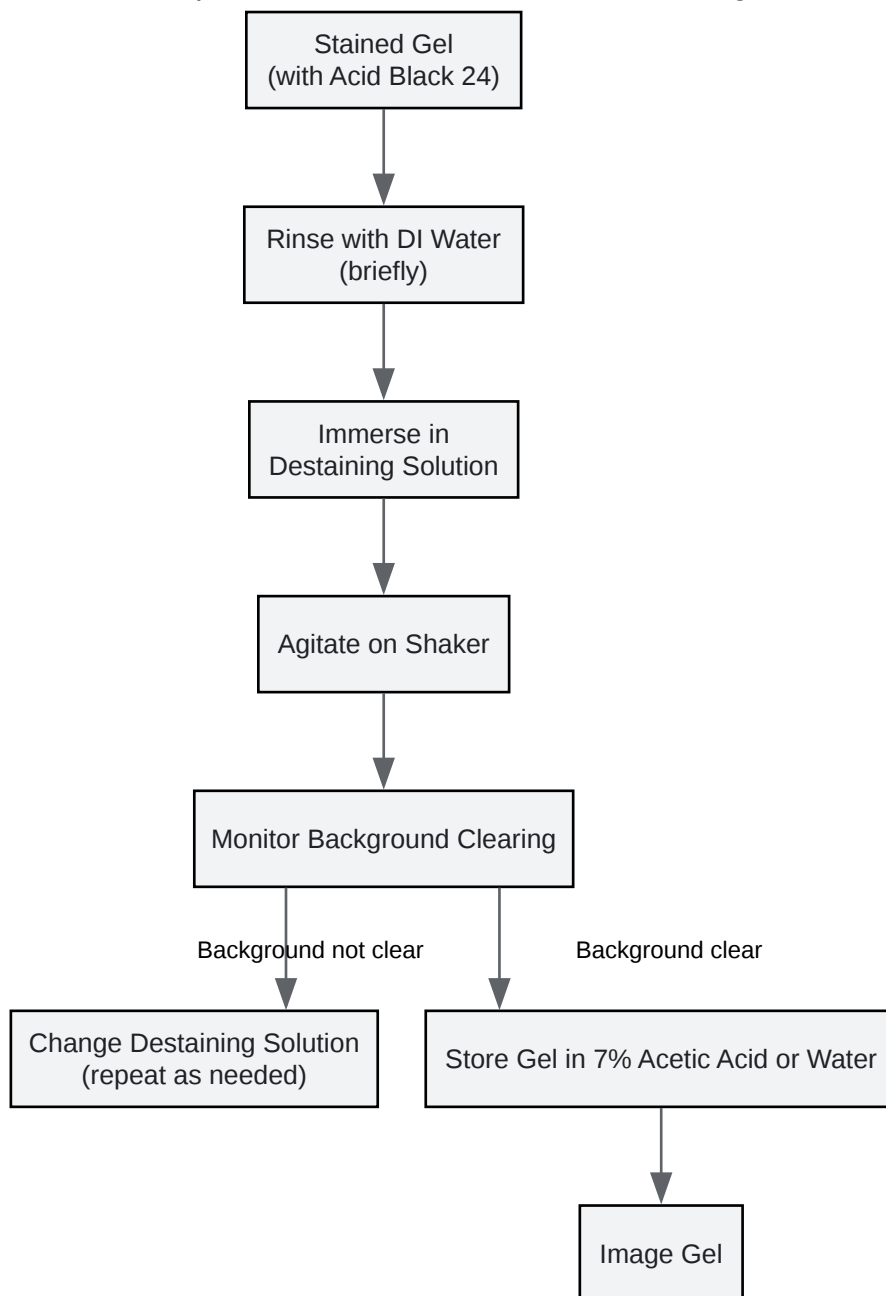 Stained Gel
(with Acid Black 24)
Rinse with DI Water
(briefly)
Immerse in
Destaining Solution
Agitate on Shaker
Monitor Background Clearing
Background not clear
Background clear
Change Destaining Solution
(repeat as needed)
Store Gel in 7% Acetic Acid or Water
Image Gel